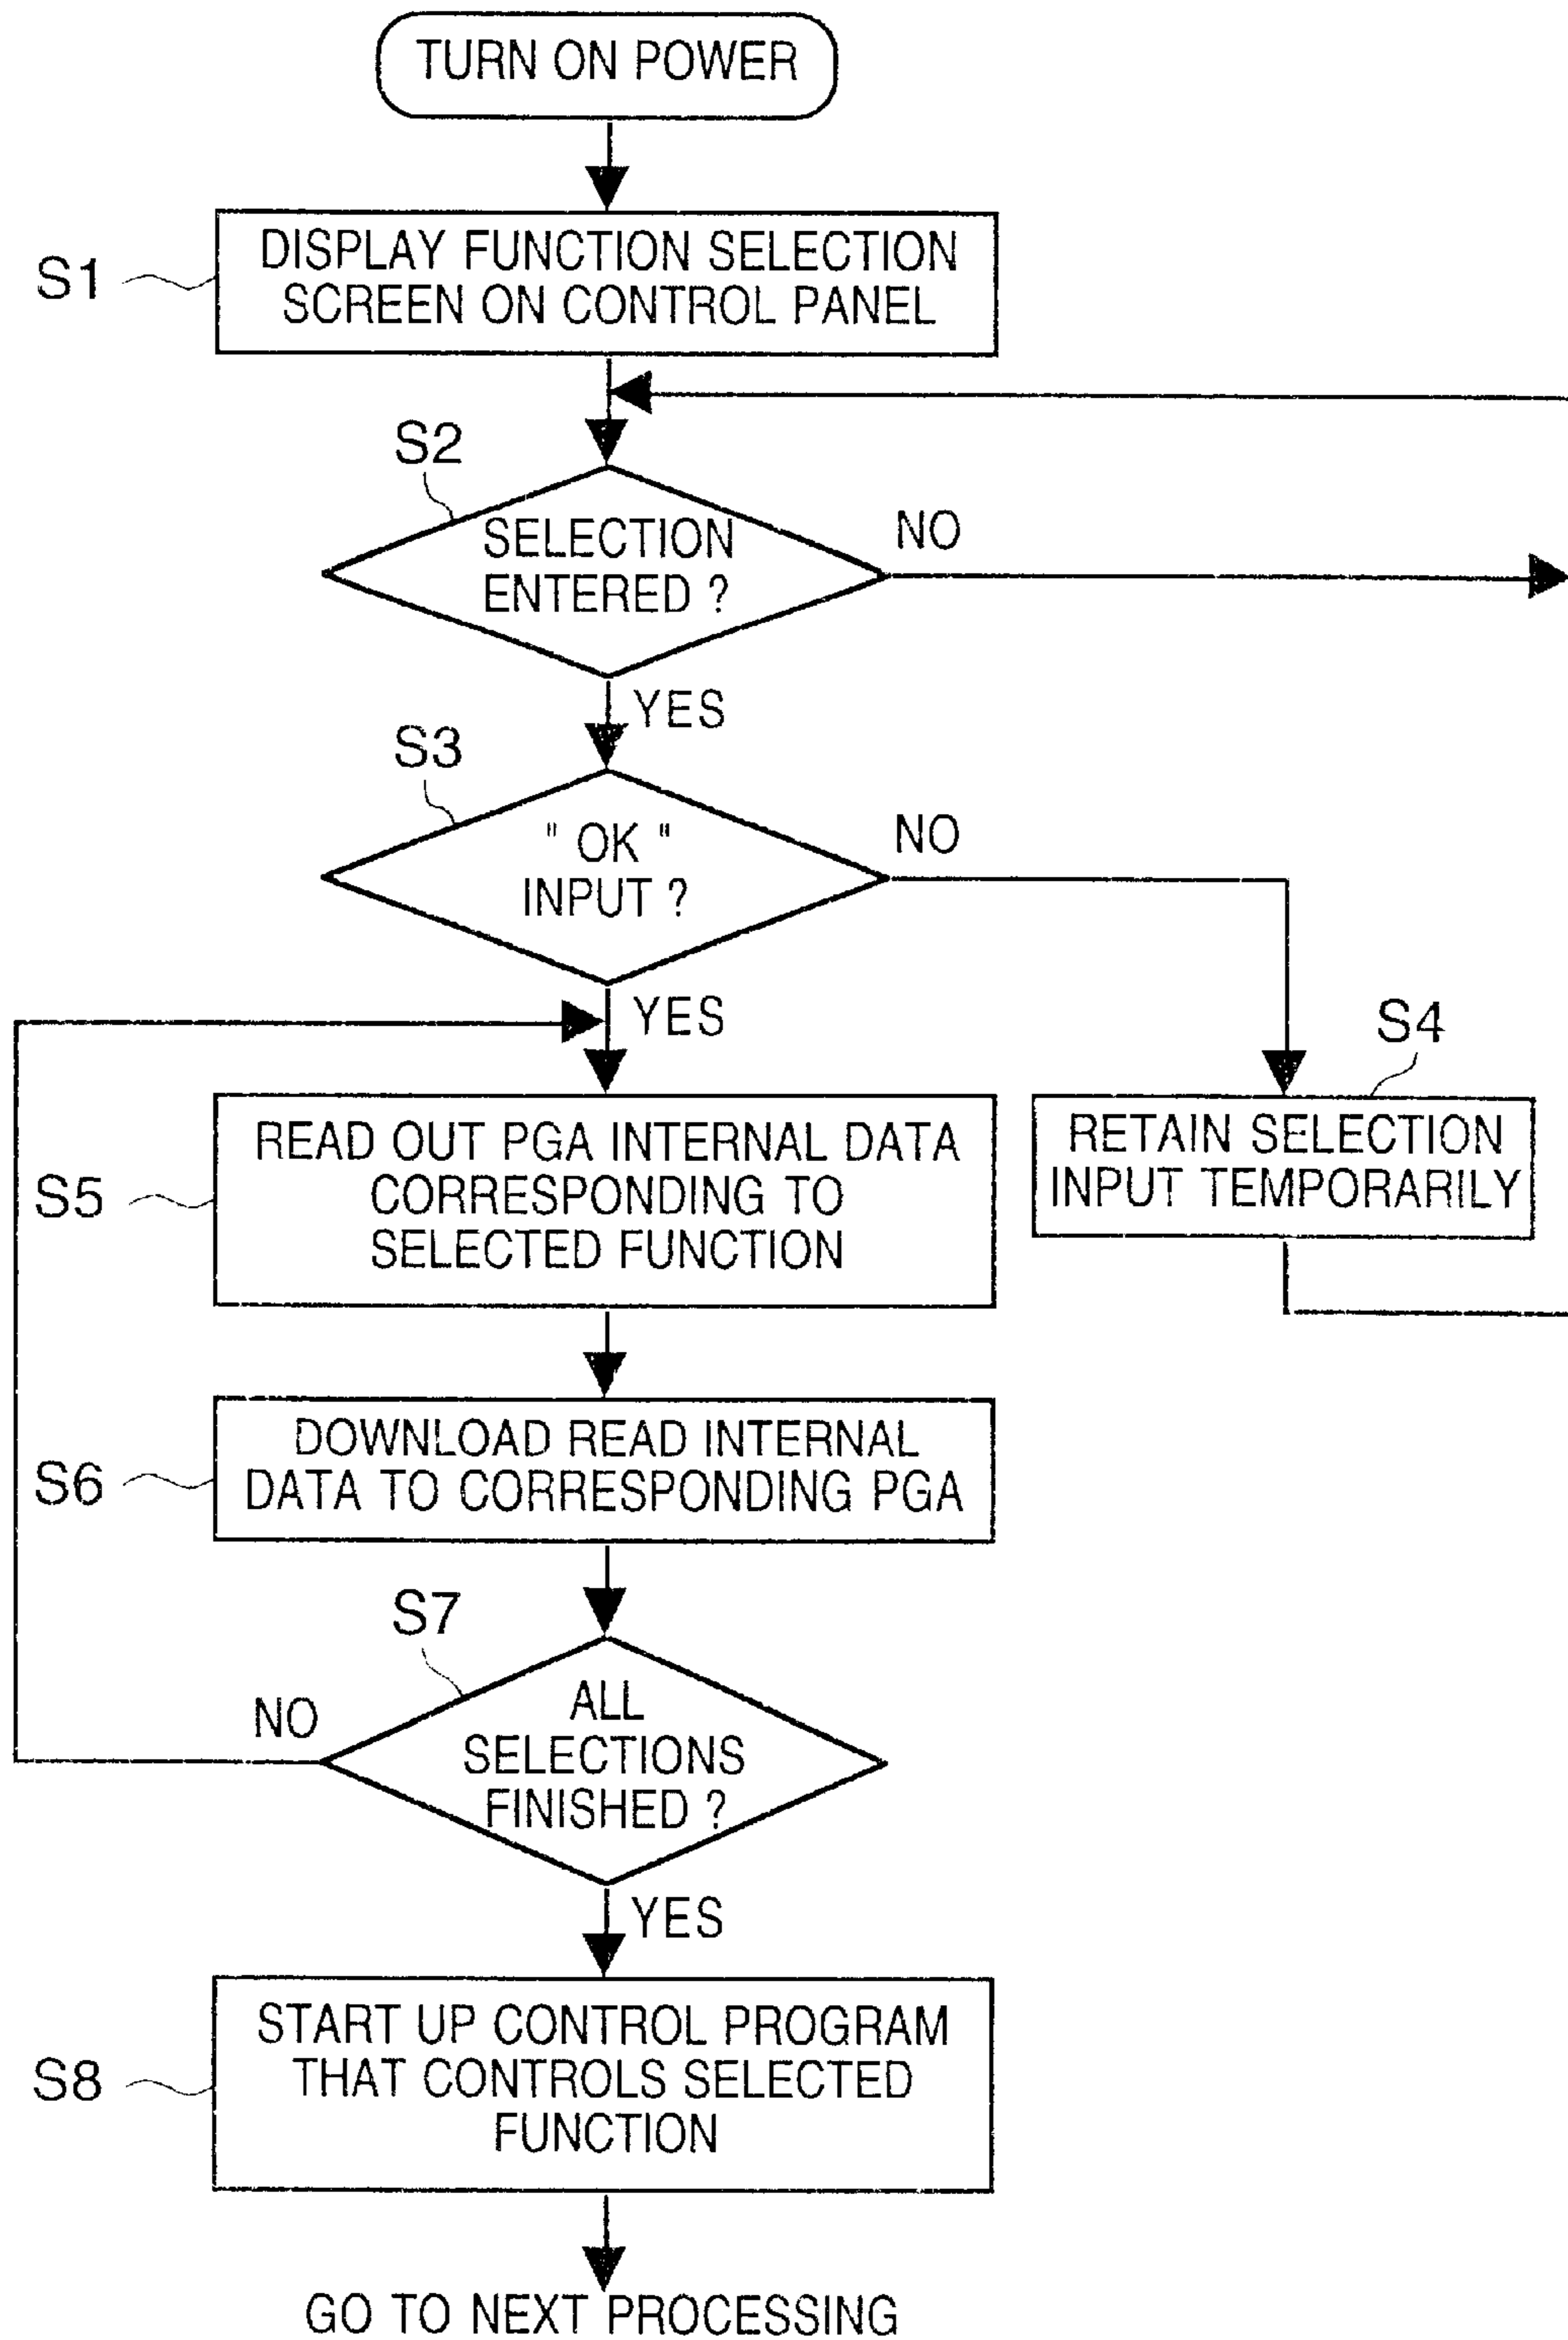 TURN ON POWER
S1
DISPLAY FUNCTION SELECTION
SCREEN ON CONTROL PANEL
S2
SELECTION
ENTERED ?
NO
YES
S3
" OK "
INPUT ?
NO
YES
S4
RETAIN SELECTION
INPUT TEMPORARILY
S5
READ OUT PGA INTERNAL DATA
CORRESPONDING TO
SELECTED FUNCTION
S6
DOWNLOAD READ INTERNAL
DATA TO CORRESPONDING PGA
S7
ALL
SELECTIONS
FINISHED ?
NO
YES
S8
START UP CONTROL PROGRAM
THAT CONTROLS SELECTED
FUNCTION
GO TO NEXT PROCESSING